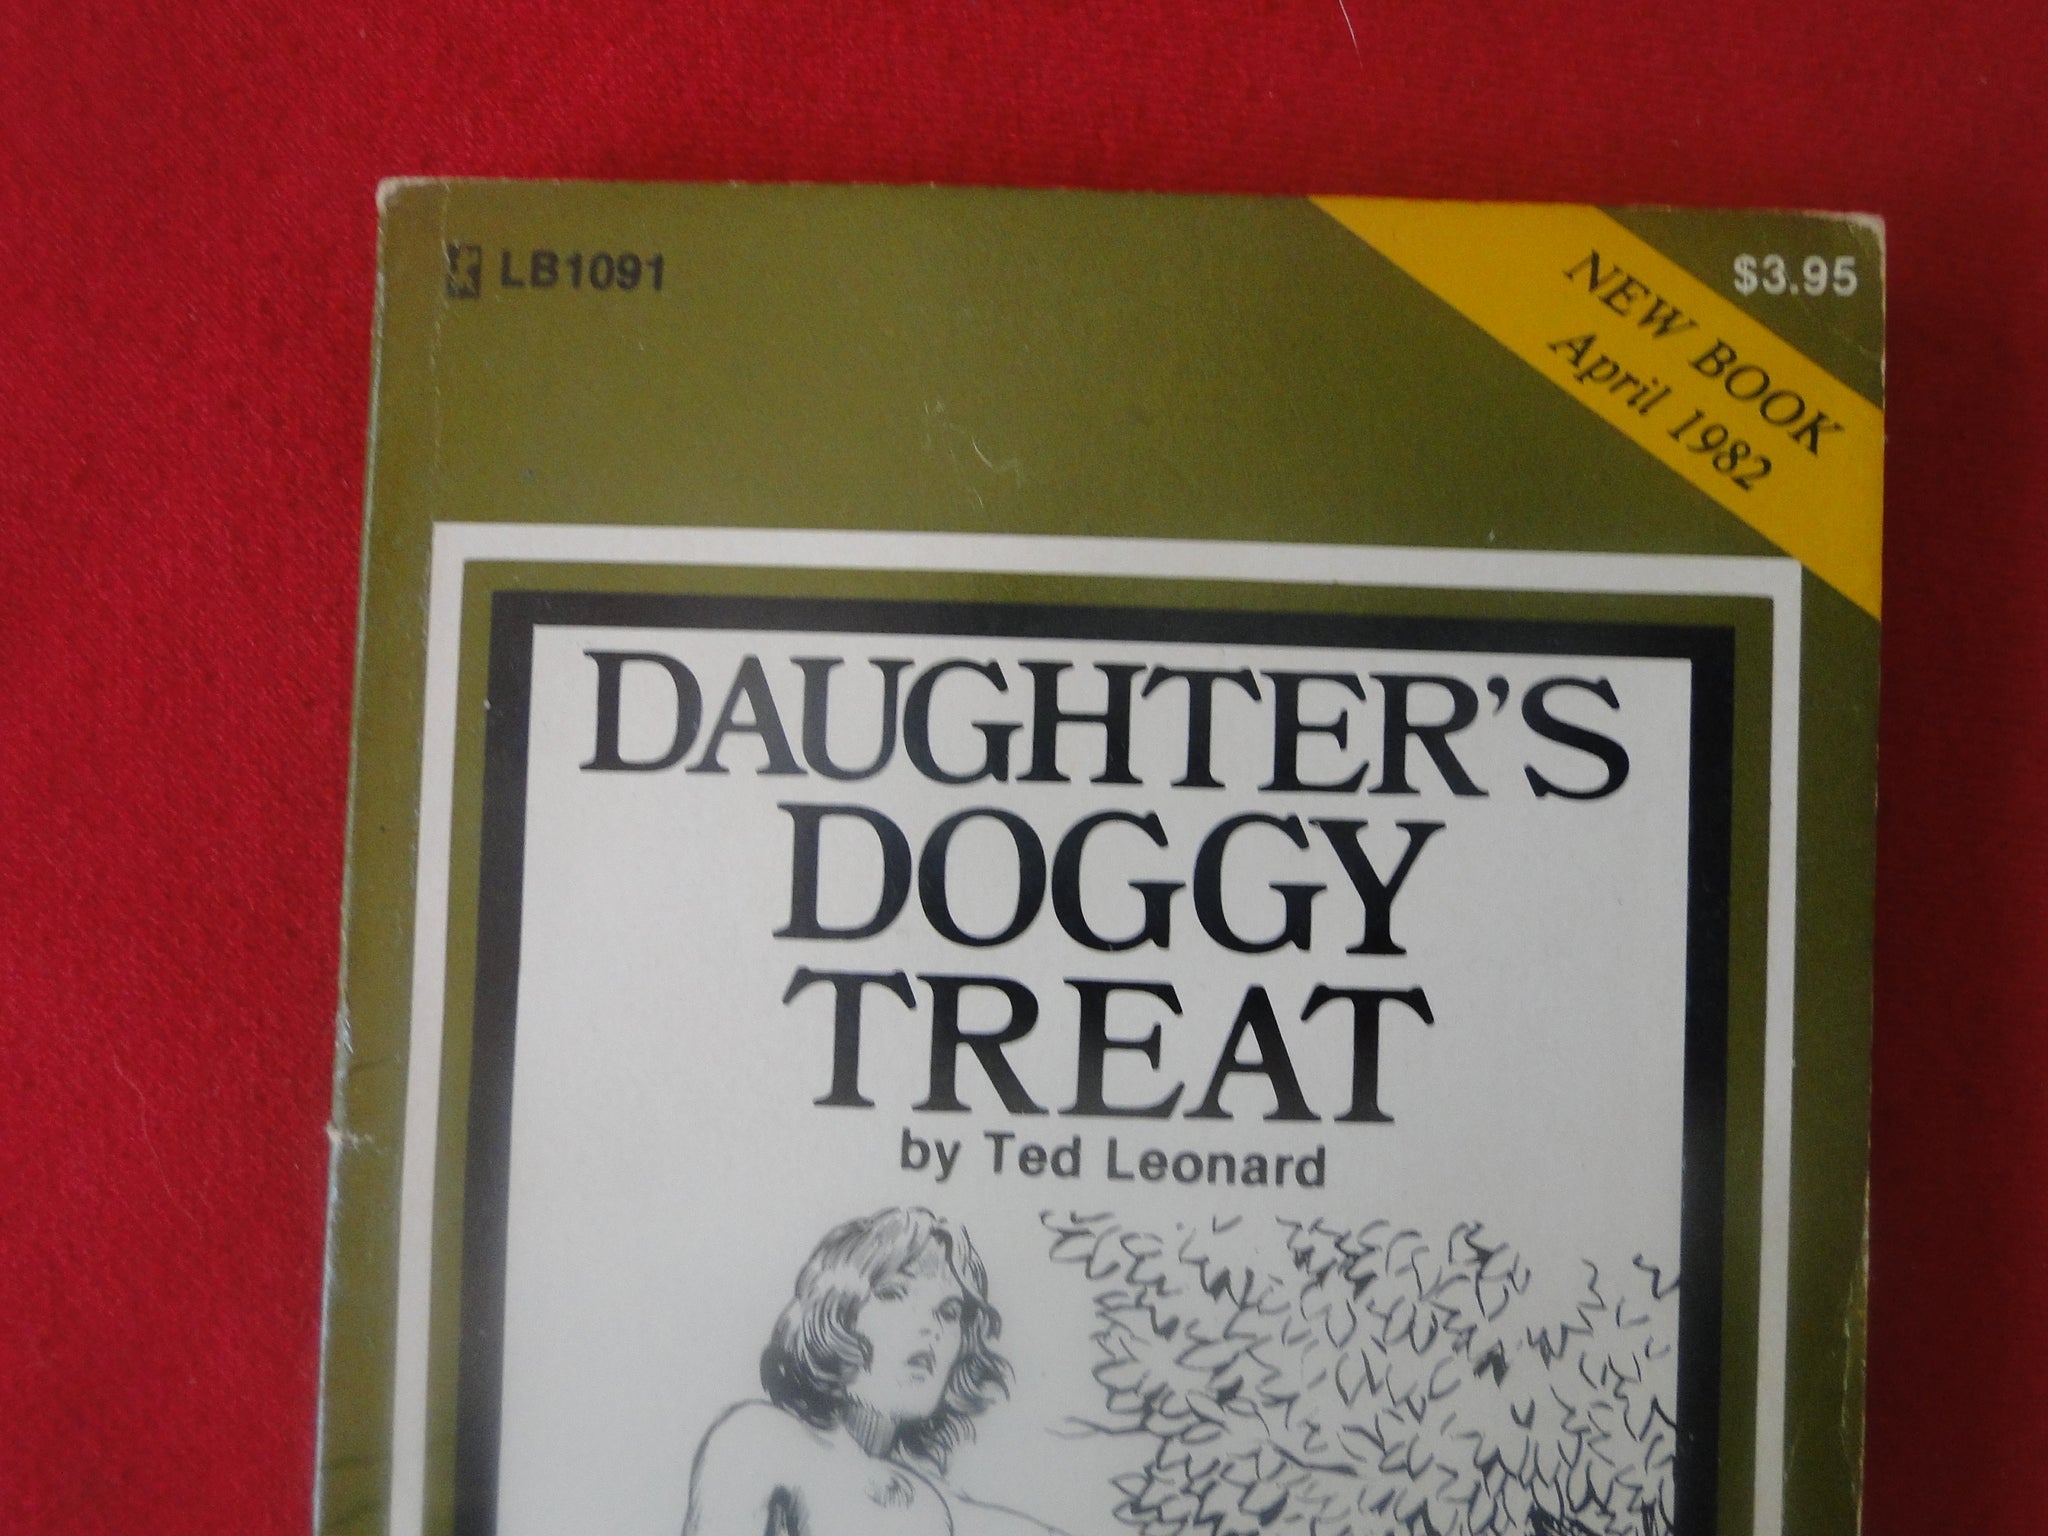 LB1091
$3.95
NEW BOOK
April 1982
DAUGHTER'S
DOGGY
TREAT
by Ted Leonard